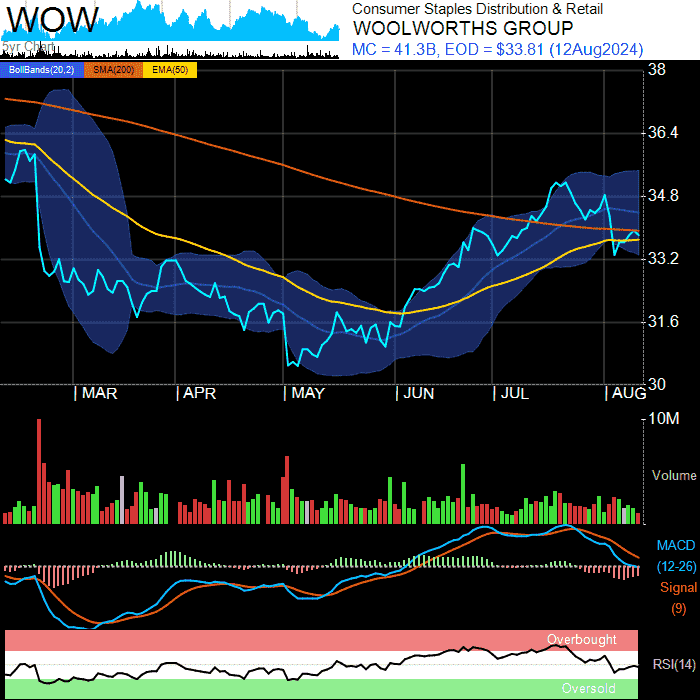 WOW
5yr Chart
Consumer Staples Distribution & Retail
WOOLWORTHS GROUP
MC = 41.3B, EOD = $33.81 (12Aug2024)
BollBands(20,2) SMA(200) EMA(50)
38
36.4
34.8
33.2
31.6
30
MAR APR MAY JUN JUL AUG
10M
Volume
MACD
(12-26)
Signal
(9)
Overbought
RSI(14)
Oversold